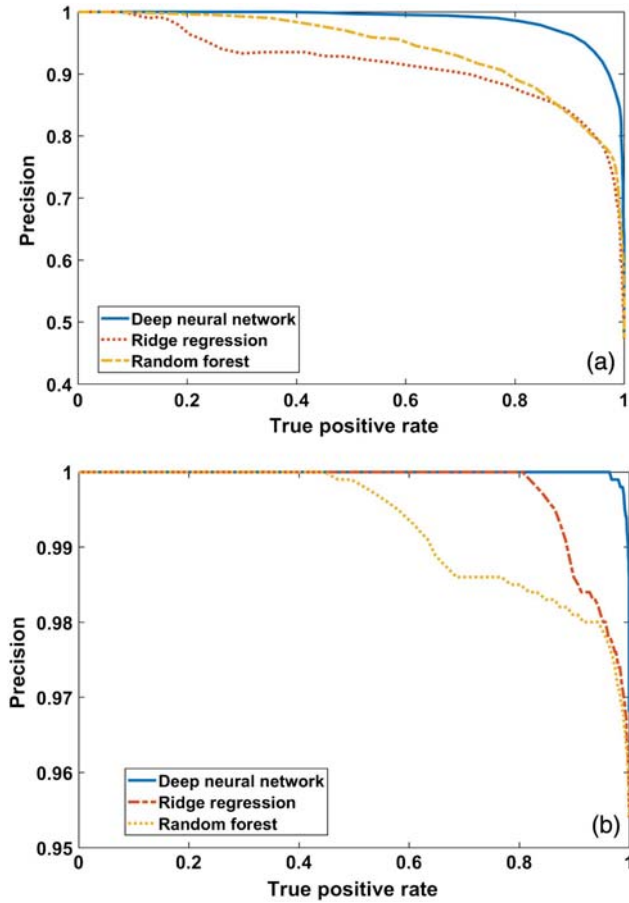 1
0.9
0.8
0.7
0.6
0.5
0.4
Precision
Deep neural network
Ridge regression
Random forest
(a)
0 0.2 0.4 0.6 0.8 1
True positive rate
1
0.99
0.98
0.97
0.96
0.95
Precision
Deep neural network
Ridge regression
Random forest
(b)
0 0.2 0.4 0.6 0.8 1
True positive rate